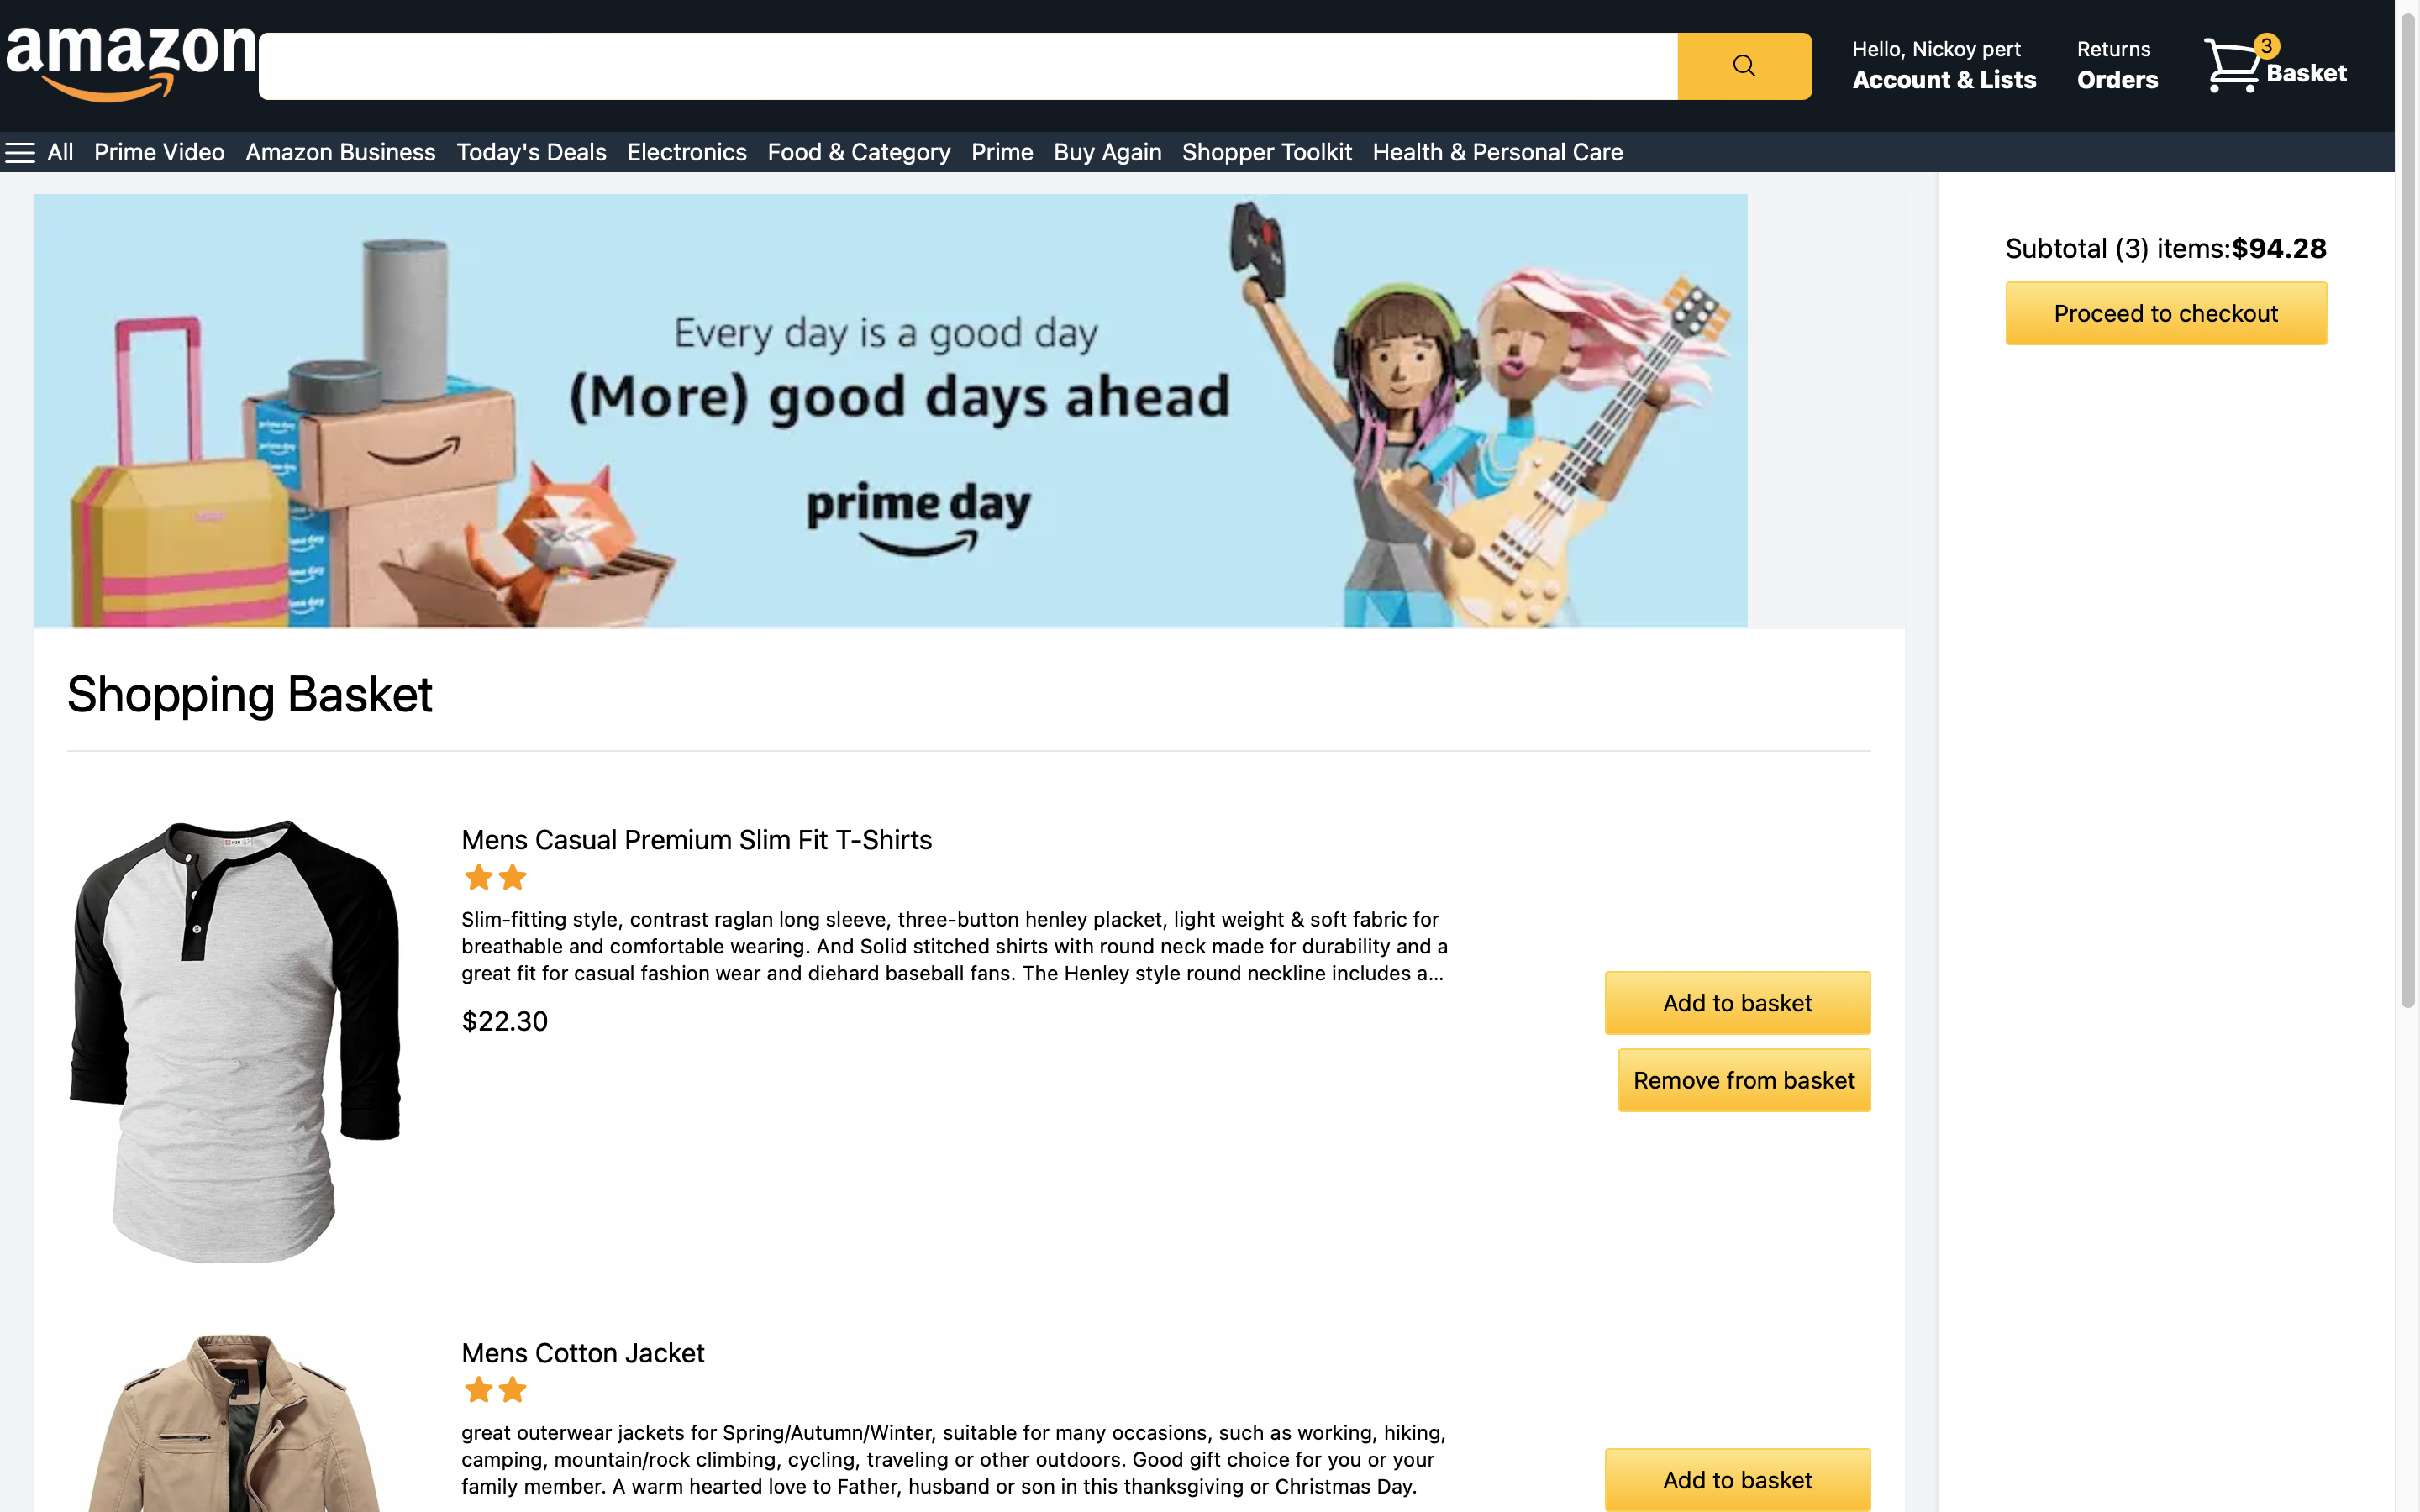 amazon
Hello, Nickoy pert
Account & Lists
Returns
Orders
3
Basket
All Prime Video Amazon Business Today's Deals Electronics Food & Category Prime Buy Again Shopper Toolkit Health & Personal Care
Every day is a good day
(More) good days ahead
prime day
prime day
prime day
prime day
Subtotal (3) items:$94.28
Proceed to checkout
Shopping Basket
Mens Casual Premium Slim Fit T-Shirts
Slim-fitting style, contrast raglan long sleeve, three-button henley placket, light weight & soft fabric for
breathable and comfortable wearing. And Solid stitched shirts with round neck made for durability and a
great fit for casual fashion wear and diehard baseball fans. The Henley style round neckline includes a...
$22.30
Add to basket
Remove from basket
Mens Cotton Jacket
great outerwear jackets for Spring/Autumn/Winter, suitable for many occasions, such as working, hiking,
camping, mountain/rock climbing, cycling, traveling or other outdoors. Good gift choice for you or your
family member. A warm hearted love to Father, husband or son in this thanksgiving or Christmas Day.
Add to basket